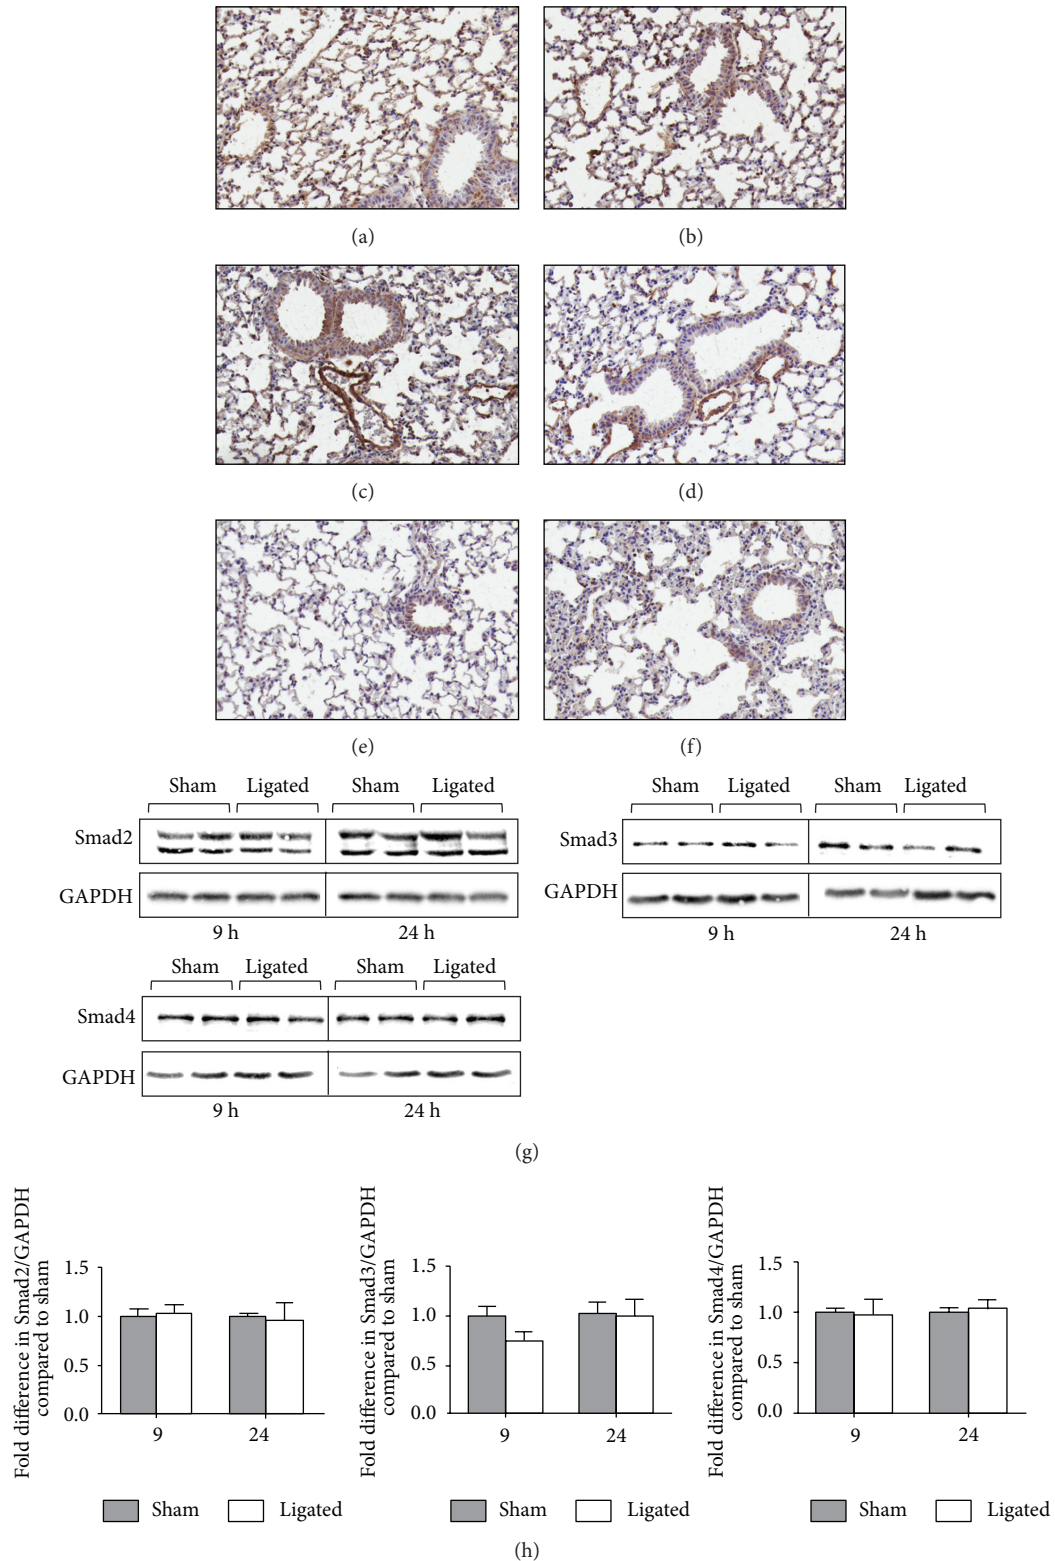 (a)
(b)
(c)
(d)
(e)
(f)
Sham Ligated Sham Ligated
Smad2
GAPDH
9 h 24 h
Sham Ligated Sham Ligated
Smad3
GAPDH
9 h 24 h
Sham Ligated Sham Ligated
Smad4
GAPDH
9 h 24 h
(g)
Fold difference in Smad2/GAPDH
compared to sham
1.5
1.0
0.5
0.0
9 24
Sham Ligated
Fold difference in Smad3/GAPDH
compared to sham
1.5
1.0
0.5
0.0
9 24
Sham Ligated
Fold difference in Smad4/GAPDH
compared to sham
1.5
1.0
0.5
0.0
9 24
Sham Ligated
(h)